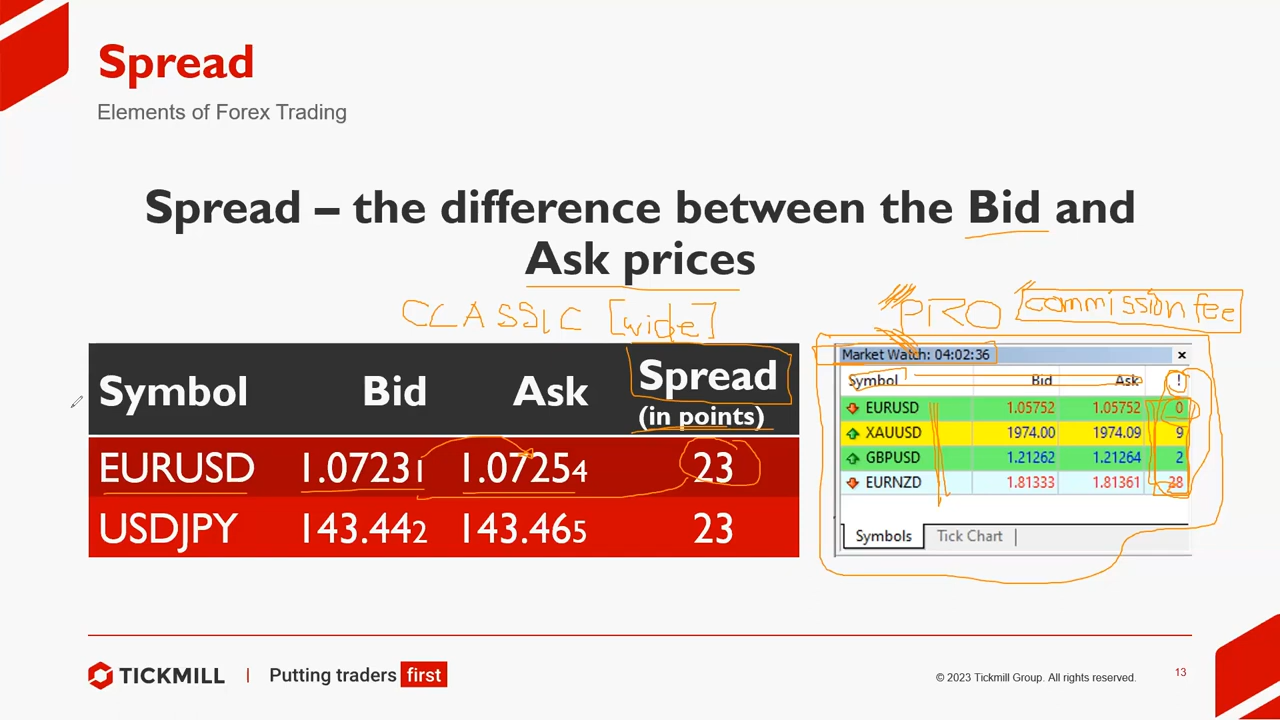 Spread
Elements of Forex Trading
Spread – the difference between the Bid and
Ask prices
CLASSIC [wide]
PRO commission fee
Symbol Bid Ask Spread
(in points)
EURUSD 1.07231 1.07254 23
USDJPY 143.442 143.465 23
Market Watch: 04:02:36
Symbol Bid Ask !
EURUSD 1.05752 1.05752 0
XAUUSD 1974.00 1974.09 9
GBPUSD 1.21262 1.21264 2
EURNZD 1.81333 1.81361 28
Symbols Tick Chart
TICKMILL | Putting traders first
© 2023 Tickmill Group. All rights reserved.
13